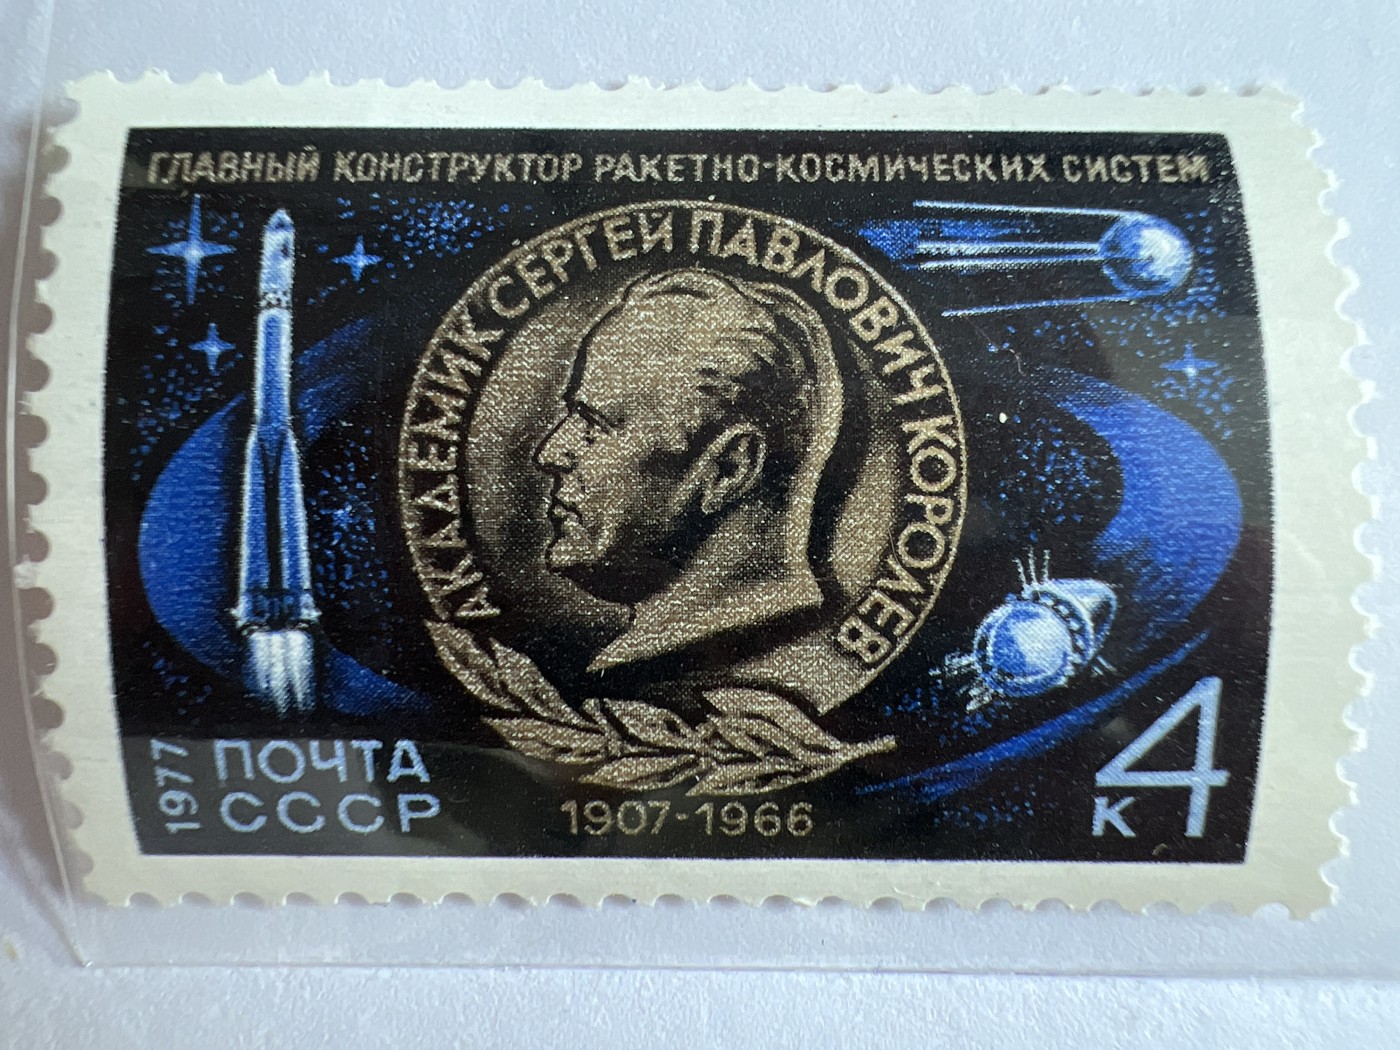 ГЛАВНЫЙ КОНСТРУКТОР РАКЕТНО-КОСМИЧЕСКИХ СИСТЕМ
АКАДЕМИК СЕРГЕЙ ПАВЛОВИЧ КОРОЛЕВ
1977
ПОЧТА
СССР
1907-1966
4
К